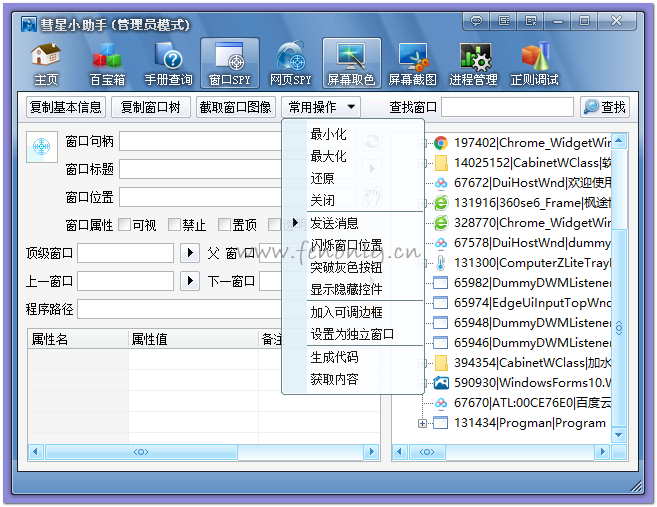 彗星小助手 (管理员模式)
主页 百宝箱 手册查询 窗口SPY 网页SPY 屏幕取色 屏幕截图 进程管理 正则调试
复制基本信息 复制窗口树 截取窗口图像 常用操作 查找窗口 查找
窗口句柄
窗口标题
窗口位置
窗口属性 可视 禁止 置顶
顶级窗口 父 窗口
上一窗口 下一窗口
程序路径
属性名 属性值 备注
最小化
最大化
还原
关闭
发送消息
闪烁窗口位置
突破灰色按钮
显示隐藏控件
加入可调边框
设置为独立窗口
生成代码
获取内容
197402|Chrome_WidgetWin
14025152|CabinetWClass|软
67672|DuiHostWnd|欢迎使用
131916|360se6_Frame|枫途博
328770|Chrome_WidgetWin
67578|DuiHostWnd|dummy
131300|ComputerZLiteTray
65982|DummyDWMListener
65974|EdgeUiInputTopWnd
65948|DummyDWMListener
65946|DummyDWMListener
394354|CabinetWClass|加水
590930|WindowsForms10.W
67670|ATL:00CE76E0|百度云
131434|Progman|Program